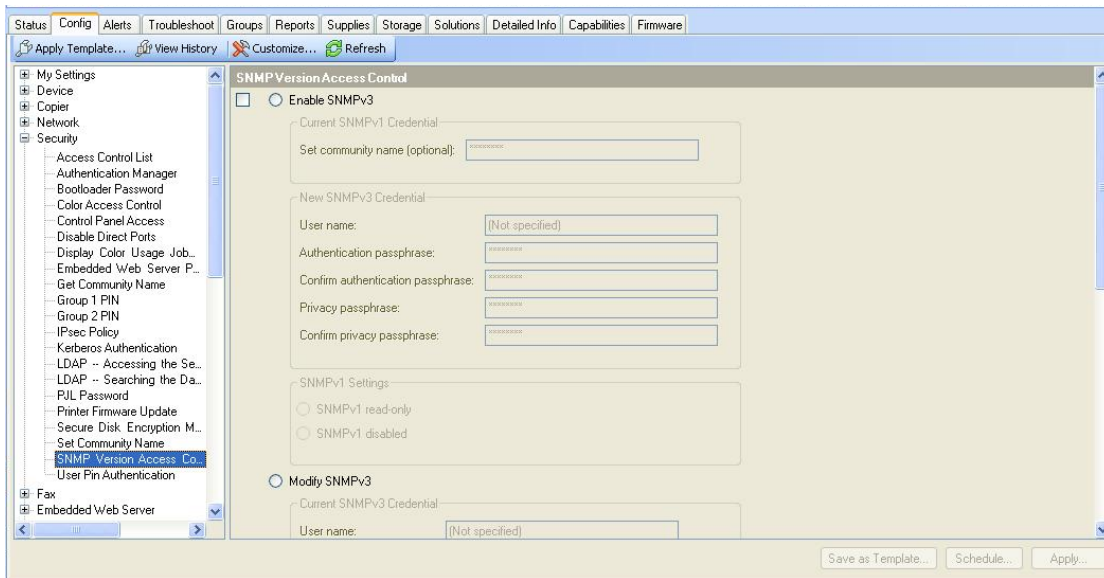 Status Config Alerts Troubleshoot Groups Reports Supplies Storage Solutions Detailed Info Capabilities Firmware
Apply Template... View History Customize... Refresh
My Settings
Device
Copier
Network
Security
Access Control List
Authentication Manager
Bootloader Password
Color Access Control
Control Panel Access
Disable Direct Ports
Display Color Usage Job...
Embedded Web Server P...
Get Community Name
Group 1 PIN
Group 2 PIN
IPsec Policy
Kerberos Authentication
LDAP -- Accessing the Se...
LDAP -- Searching the Da...
PJL Password
Printer Firmware Update
Secure Disk Encryption M...
Set Community Name
SNMP Version Access Co...
User Pin Authentication
Fax
Embedded Web Server
SNMP Version Access Control
Enable SNMPv3
Current SNMPv1 Credential
Set community name (optional): ********
New SNMPv3 Credential
User name: (Not specified)
Authentication passphrase: ********
Confirm authentication passphrase: ********
Privacy passphrase: ********
Confirm privacy passphrase: ********
SNMPv1 Settings
SNMPv1 read-only
SNMPv1 disabled
Modify SNMPv3
Current SNMPv3 Credential
User name: (Not specified)
Save as Template... Schedule... Apply...